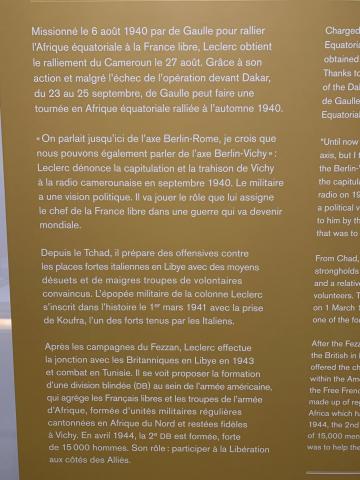 Missionné le 6 août 1940 par de Gaulle pour rallier
l'Afrique équatoriale à la France libre, Leclerc obtient
le ralliement du Cameroun le 27 août. Grâce à son
action et malgré l'échec de l'opération devant Dakar,
du 23 au 25 septembre, de Gaulle peut faire une
tournée en Afrique équatoriale ralliée à l'automne 1940.
« On parlait jusqu'ici de l'axe Berlin-Rome, je crois que
nous pouvons également parler de l'axe Berlin-Vichy » :
Leclerc dénonce la capitulation et la trahison de Vichy
à la radio camerounaise en septembre 1940. Le militaire
a une vision politique. Il va jouer le rôle que lui assigne
le chef de la France libre dans une guerre qui va devenir
mondiale.
Depuis le Tchad, il prépare des offensives contre
les places fortes italiennes en Libye avec des moyens
désuets et de maigres troupes de volontaires
convaincus. L'épopée militaire de la colonne Leclerc
s'inscrit dans l'histoire le 1er mars 1941 avec la prise
de Koufra, l'un des forts tenus par les Italiens.
Après les campagnes du Fezzan, Leclerc effectue
la jonction avec les Britanniques en Libye en 1943
et combat en Tunisie. Il se voit proposer la formation
d'une division blindée (DB) au sein de l'armée américaine,
qui agrège les Français libres et les troupes de l'armée
d'Afrique, formée d'unités militaires régulières
cantonnées en Afrique du Nord et restées fidèles
à Vichy. En avril 1944, la 2e DB est formée, forte
de 15 000 hommes. Son rôle : participer à la Libération
aux côtés des Alliés.
Charged
Equatoria
obtained
Thanks to
of the Dak
de Gaulle
Equatorial
"Until now
axis, but I t
the Berlin-
the capitula
radio on 19
a political v
to him by th
that was to
From Chad,
strongholds
and a relative
volunteers. T
on 1 March 1
one of the fo
After the Fezz
the British in L
offered the ch
within the Ame
the Free Frenc
made up of reg
Africa which ha
1944, the 2nd
of 15,000 men
was to help the